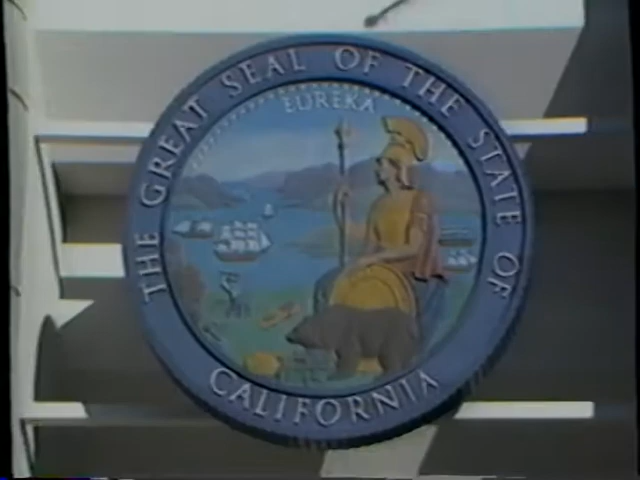 THE GREAT SEAL OF THE STATE OF
EUREKA
CALIFORNIA